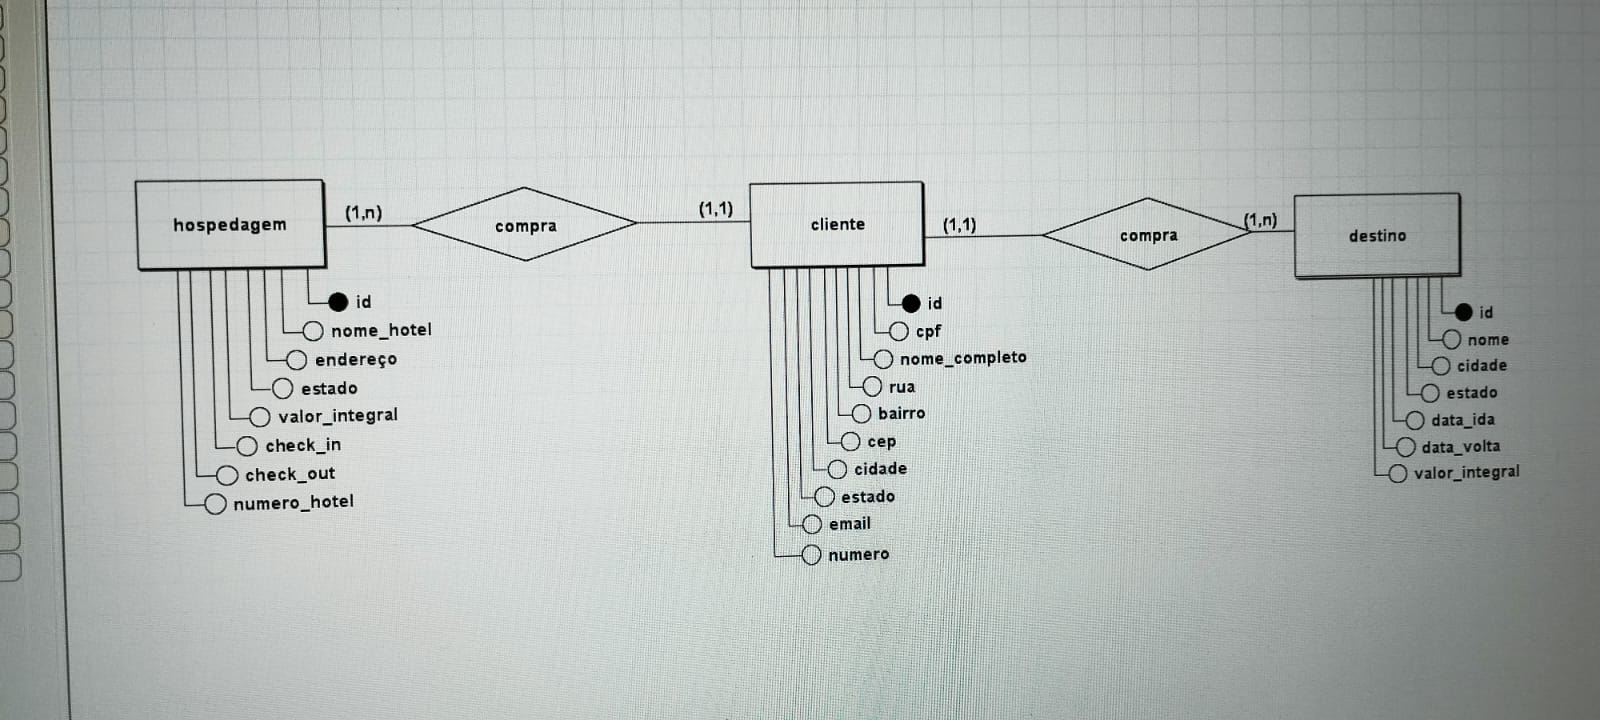 hospedagem
(1,n)
compra
(1,1)
cliente
(1,1)
compra
(1,n)
destino
id
nome_hotel
endereço
estado
valor_integral
check_in
check_out
numero_hotel
id
cpf
nome_completo
rua
bairro
cep
cidade
estado
email
numero
id
nome
cidade
estado
data_ida
data_volta
valor_integral